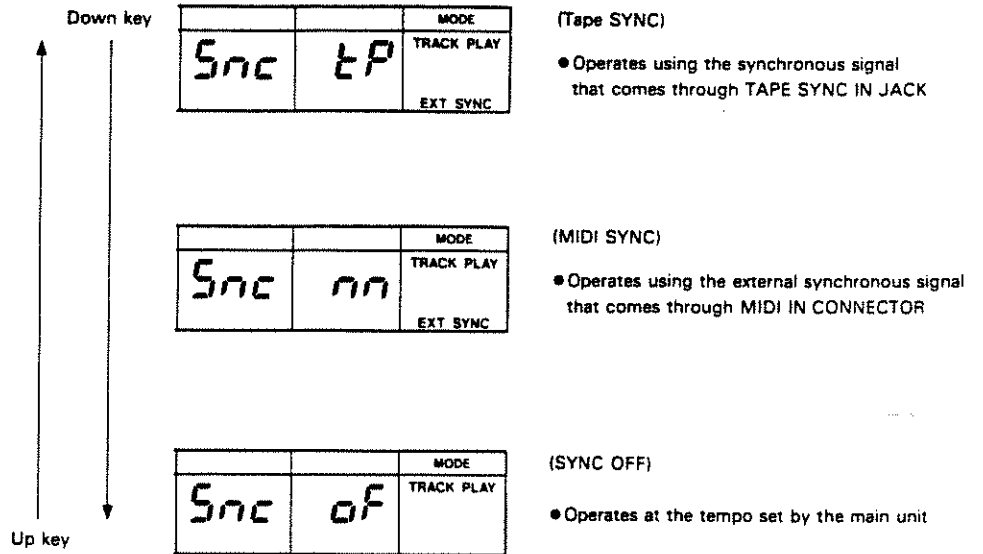 Down key
MODE
(Tape SYNC)
Snc tP
TRACK PLAY
● Operates using the synchronous signal
that comes through TAPE SYNC IN JACK
EXT SYNC
MODE
(MIDI SYNC)
Snc nn
TRACK PLAY
● Operates using the external synchronous signal
that comes through MIDI IN CONNECTOR
EXT SYNC
MODE
(SYNC OFF)
Snc oF
TRACK PLAY
● Operates at the tempo set by the main unit
Up key